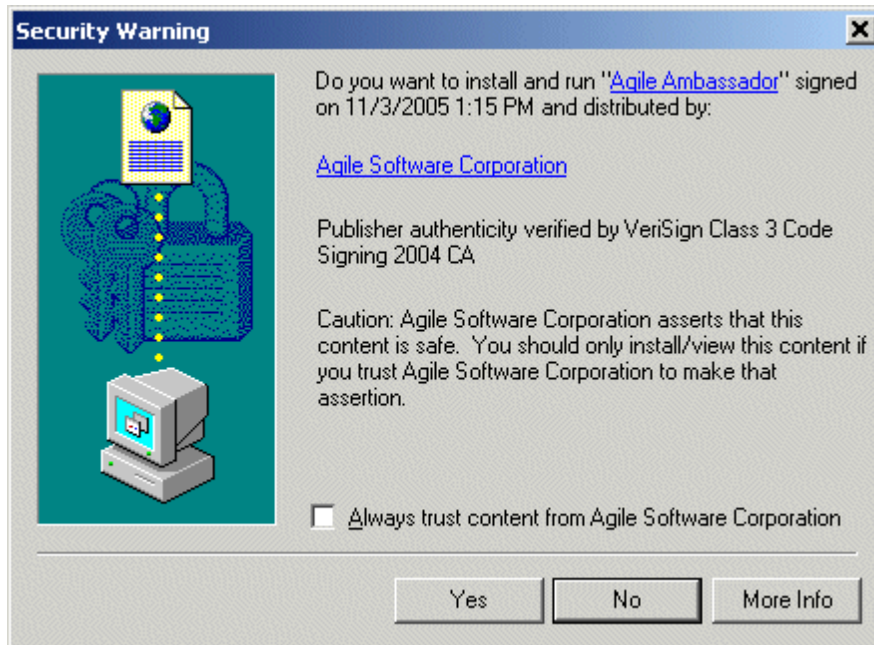 Security Warning
Do you want to install and run "Agile Ambassador" signed
on 11/3/2005 1:15 PM and distributed by:
Agile Software Corporation
Publisher authenticity verified by VeriSign Class 3 Code
Signing 2004 CA
Caution: Agile Software Corporation asserts that this
content is safe.  You should only install/view this content if
you trust Agile Software Corporation to make that
assertion.
Always trust content from Agile Software Corporation
Yes
No
More Info